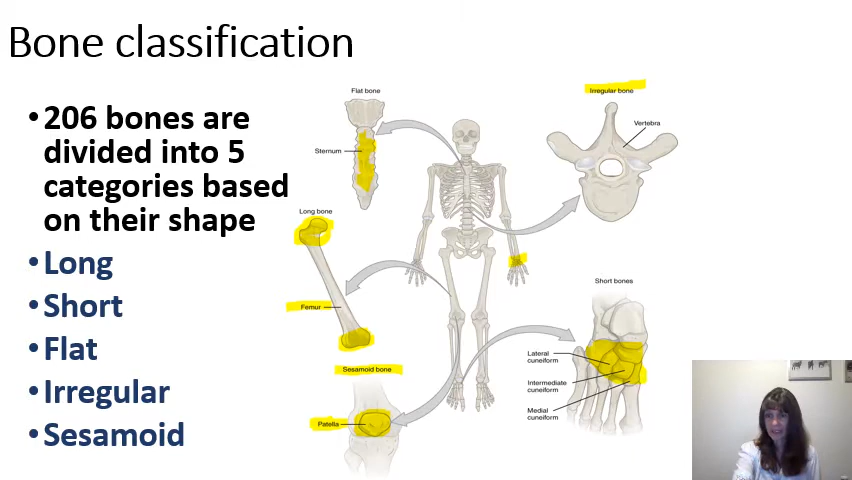 Bone classification
•206 bones are
divided into 5
categories based
on their shape
•Long
•Short
•Flat
•Irregular
•Sesamoid
Flat bone
Sternum
Irregular bone
Vertebra
Long bone
Femur
Short bones
Lateral
cuneiform
Intermediate
cuneiform
Medial
cuneiform
Sesamoid bone
Patella